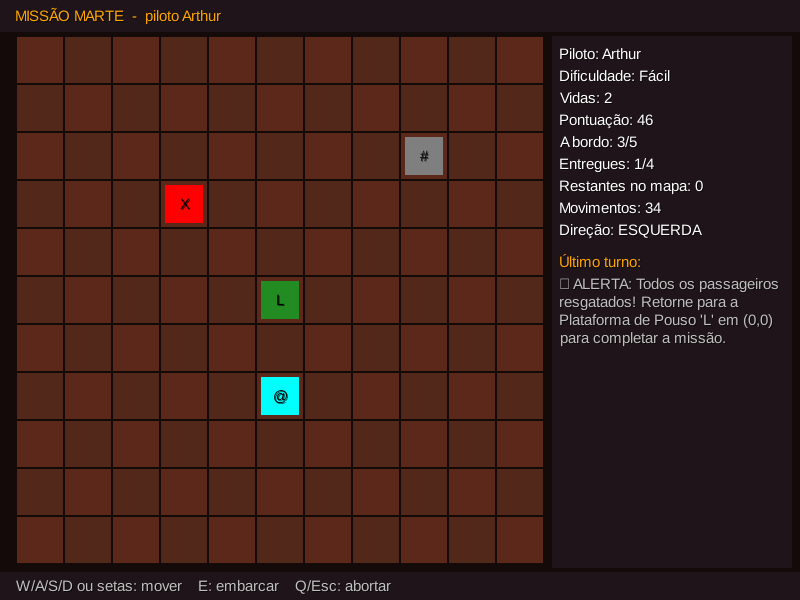 MISSÃO MARTE - piloto Arthur
Piloto: Arthur
Dificuldade: Fácil
Vidas: 2
Pontuação: 46
A bordo: 3/5
Entregues: 1/4
Restantes no mapa: 0
Movimentos: 34
Direção: ESQUERDA
Último turno:
ALERTA: Todos os passageiros
resgatados! Retorne para a
Plataforma de Pouso 'L' em (0,0)
para completar a missão.
#
X
L
@
W/A/S/D ou setas: mover E: embarcar Q/Esc: abortar